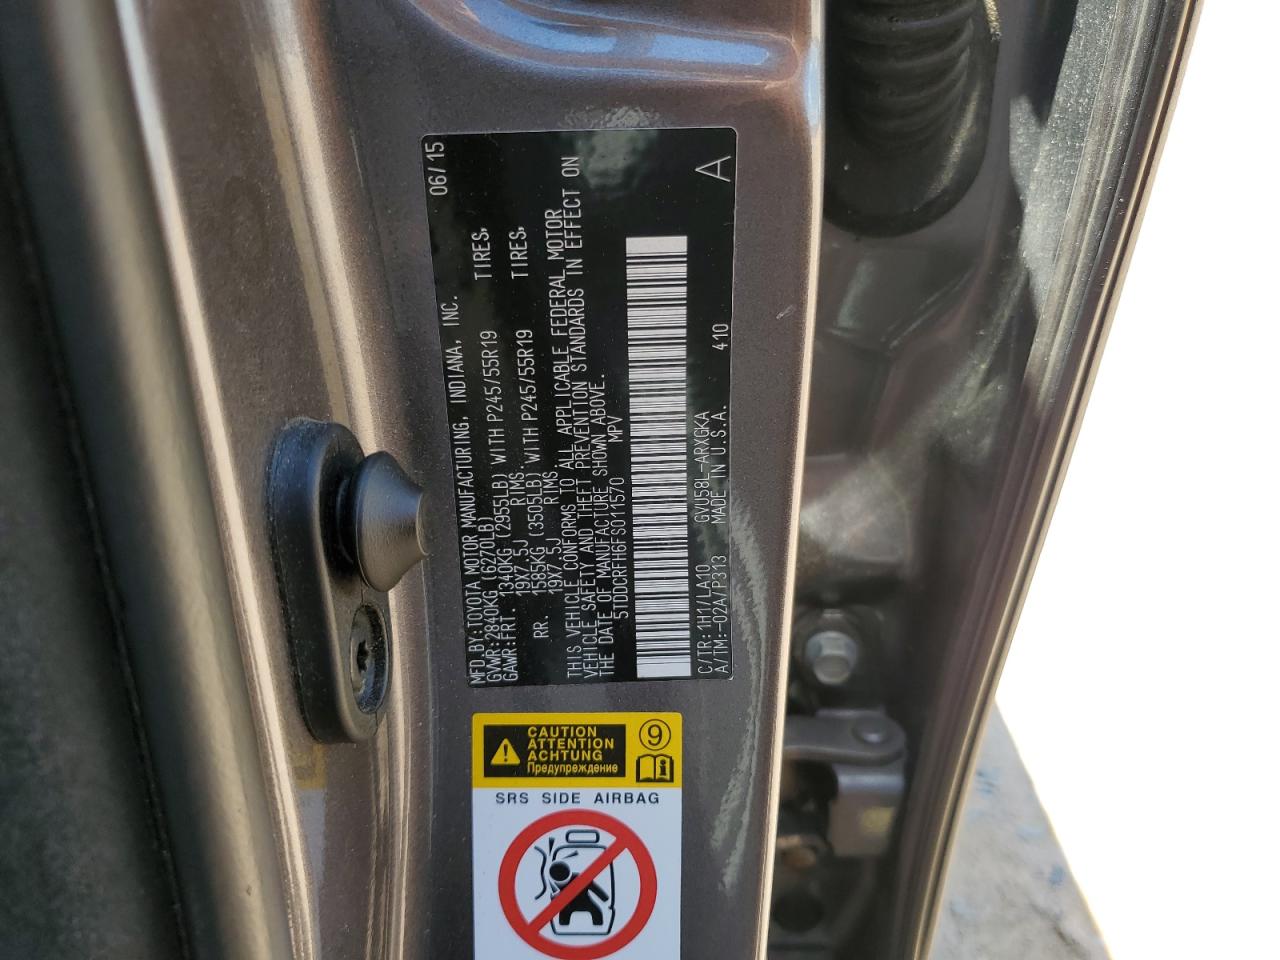 MFD.BY:TOYOTA MOTOR MANUFACTURING, INDIANA, INC. 06/15
GVWR:2840KG (6270LB)
GAWR:FRT. 1340KG (2955LB) WITH P245/55R19 TIRES,
19X7.5J RIMS.
RR. 1585KG (3505LB) WITH P245/55R19 TIRES,
19X7.5J RIMS.
THIS VEHICLE CONFORMS TO ALL APPLICABLE FEDERAL MOTOR
VEHICLE SAFETY AND THEFT PREVENTION STANDARDS IN EFFECT ON
THE DATE OF MANUFACTURE SHOWN ABOVE.
5TDDCRFH6FS011570 MPV
C/TR:1H1/LA10 GVU58L-ARXGKA 410 A
A/TM:-02A/P313 MADE IN U.S.A.
CAUTION
ATTENTION
ACHTUNG
Предупреждение
9
i
SRS SIDE AIRBAG